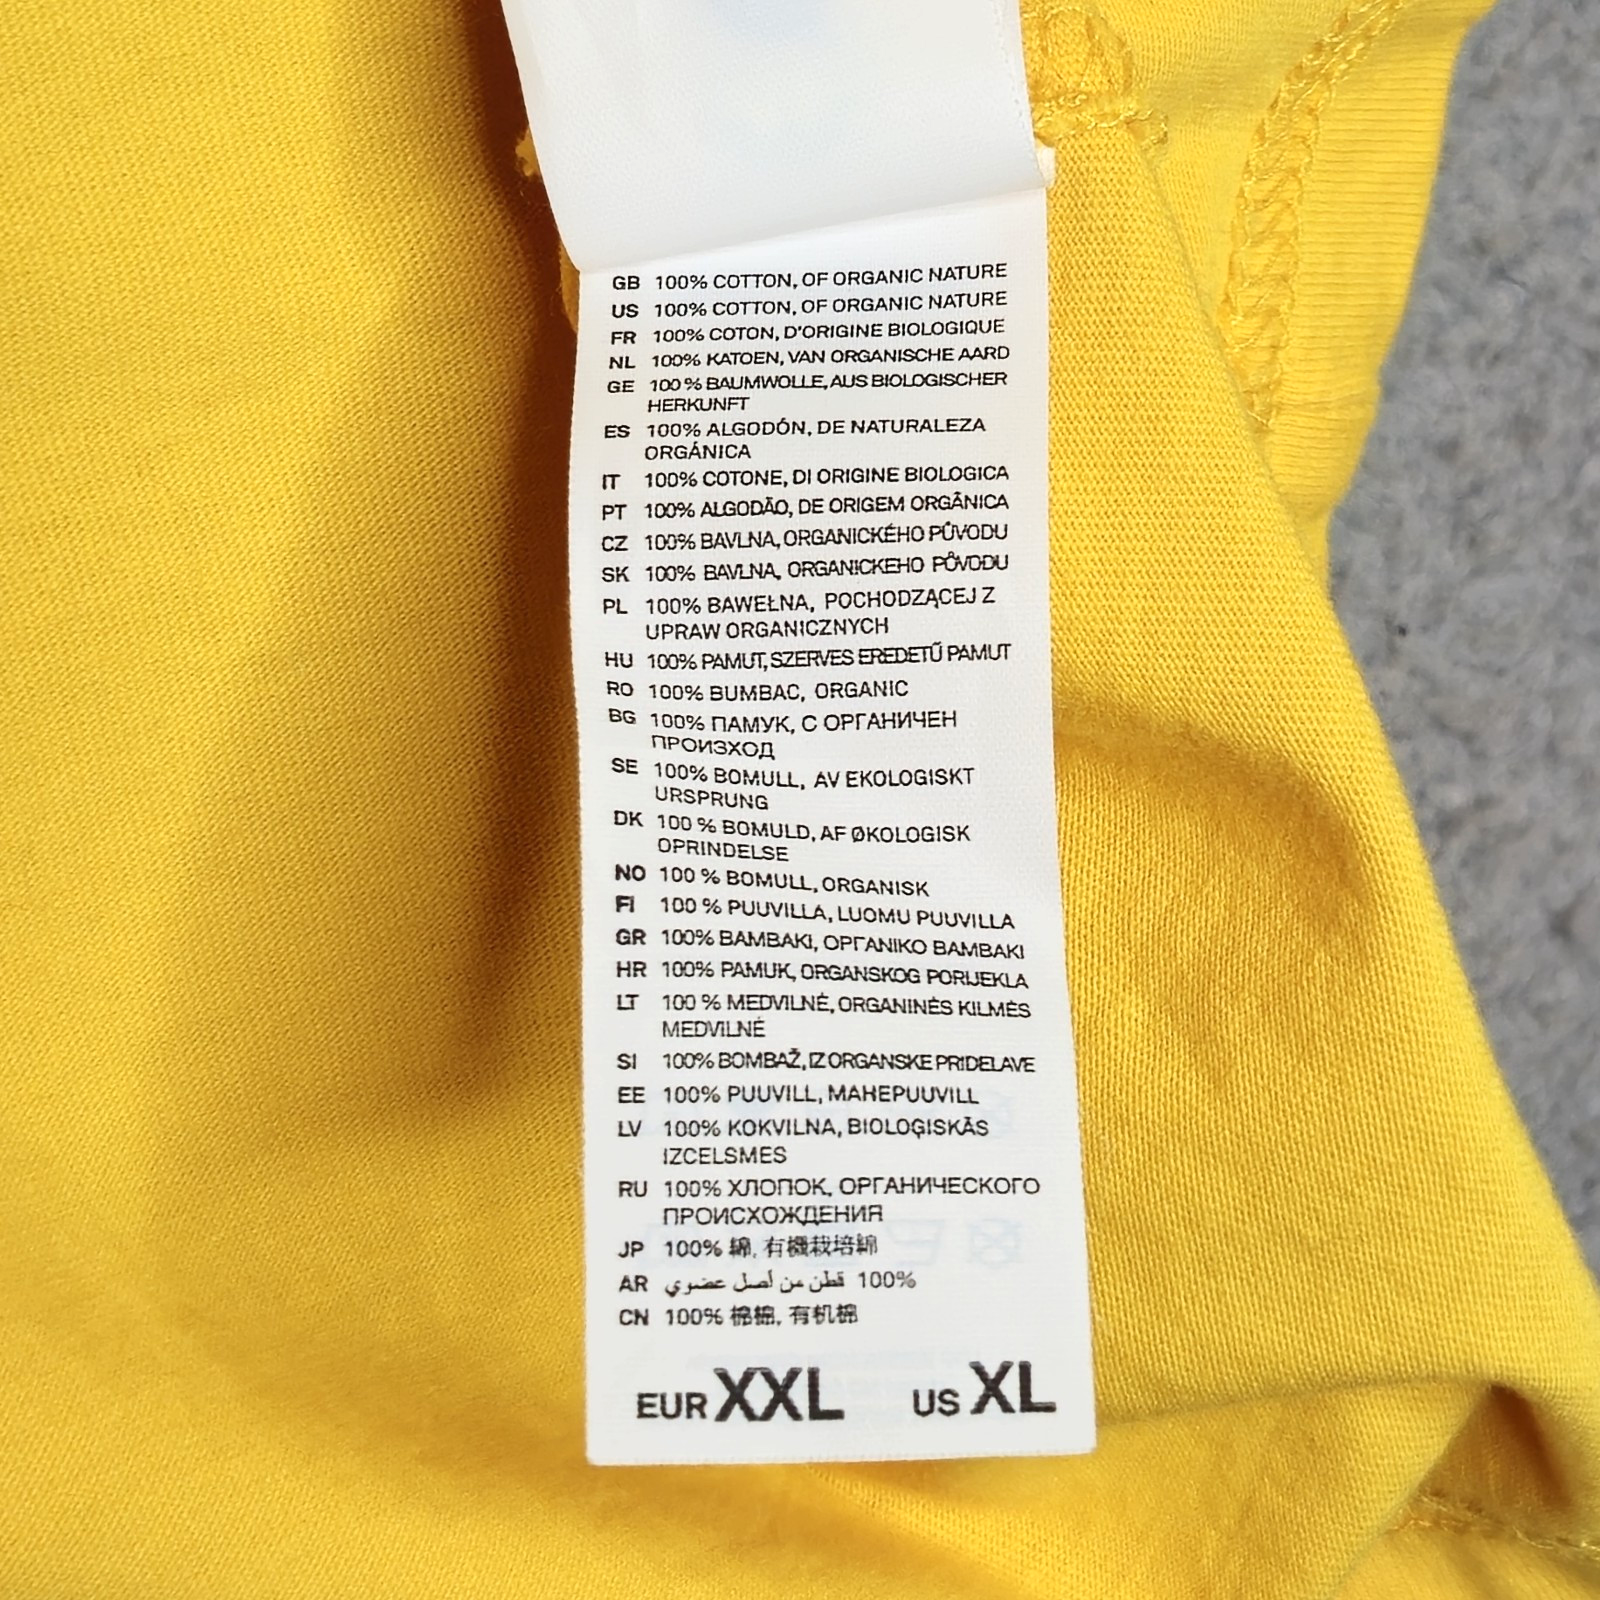 GB 100% COTTON, OF ORGANIC NATURE
US 100% COTTON, OF ORGANIC NATURE
FR 100% COTON, D'ORIGINE BIOLOGIQUE
NL 100% KATOEN, VAN ORGANISCHE AARD
GE 100 % BAUMWOLLE, AUS BIOLOGISCHER
HERKUNFT
ES 100% ALGODÓN, DE NATURALEZA
ORGÁNICA
IT 100% COTONE, DI ORIGINE BIOLOGICA
PT 100% ALGODÃO, DE ORIGEM ORGÂNICA
CZ 100% BAVLNA, ORGANICKÉHO PŮVODU
SK 100% BAVLNA, ORGANICKEHO PŮVODU
PL 100% BAWEŁNA, POCHODZĄCEJ Z
UPRAW ORGANICZNYCH
HU 100% PAMUT, SZERVES EREDETŰ PAMUT
RO 100% BUMBAC, ORGANIC
BG 100% ПАМУК, С ОРГАНИЧЕН
ПРОИЗХОД
SE 100% BOMULL, AV EKOLOGISKT
URSPRUNG
DK 100 % BOMULD, AF ØKOLOGISK
OPRINDELSE
NO 100 % BOMULL, ORGANISK
FI 100 % PUUVILLA, LUOMU PUUVILLA
GR 100% ΒΑΜΒΑΚΙ, ΟΡΓΑΝΙΚΟ ΒΑΜΒΑΚΙ
HR 100% PAMUK, ORGANSKOG PORIJEKLA
LT 100 % MEDVILNĖ, ORGANINĖS KILMĖS
MEDVILNĖ
SI 100% BOMBAŽ, IZ ORGANSKE PRIDELAVE
EE 100% PUUVILL, MAHEPUUVILL
LV 100% KOKVILNA, BIOLOĢISKĀS
IZCELSMES
RU 100% ХЛОПОК, ОРГАНИЧЕСКОГО
ПРОИСХОЖДЕНИЯ
JP 100% 綿, 有機栽培綿
AR 100% قطن من أصل عضوي
CN 100% 棉棉, 有机棉
EUR XXL US XL